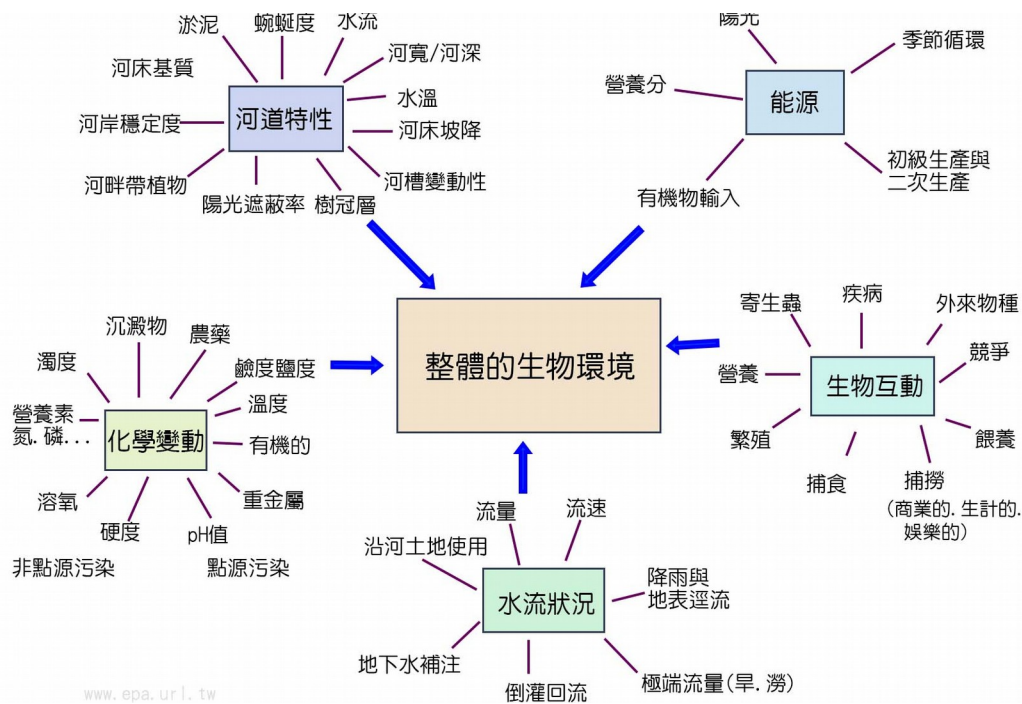 淤泥
蜿蜒度
水流
河寬/河深
河床基質
水溫
河岸穩定度
河道特性
河床坡降
河畔帶植物
河槽變動性
陽光遮蔽率
樹冠層
陽光
季節循環
營養分
能源
初級生產與
二次生產
有機物輸入
整體的生物環境
沉澱物
農藥
濁度
鹼度鹽度
溫度
營養素
氮.磷...
化學變動
有機的
溶氧
重金屬
硬度
pH值
非點源污染
點源污染
寄生蟲
疾病
外來物種
競爭
營養
生物互動
繁殖
餵養
捕食
捕撈
(商業的.生計的.
娛樂的)
流量
流速
沿河土地使用
水流狀況
降雨與
地表逕流
地下水補注
倒灌回流
極端流量(旱.澇)
www.epa.url.tw